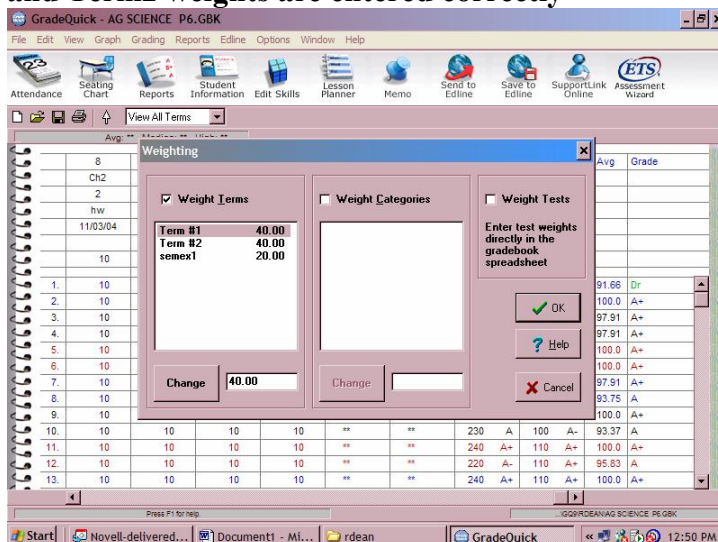 and Term2 weights are entered correctly
GradeQuick - AG SCIENCE P6.GBK
File Edit View Graph Grading Reports Edline Options Window Help
Attendance
Seating Chart
Reports
Student Information
Edit Skills
Lesson Planner
Memo
Send to Edline
Save to Edline
SupportLink Online
ETS Assessment Wizard
View All Terms
Avg: ** Median: ** High: **
Weighting
8 Avg Grade
Ch2
2
hw
11/03/04
10
Weight Terms
Term #1 40.00
Term #2 40.00
semex1 20.00
Change 40.00
Weight Categories
Change
Weight Tests
Enter test weights
directly in the
gradebook
spreadsheet
OK
Help
Cancel
1. 10 91.66 Dr
2. 10 100.0 A+
3. 10 97.91 A+
4. 10 97.91 A+
5. 10 100.0 A+
6. 10 100.0 A+
7. 10 97.91 A+
8. 10 93.75 A
9. 10 100.0 A+
10. 10 10 10 10 ** ** 230 A 100 A- 93.37 A
11. 10 10 10 10 ** ** 240 A+ 110 A+ 100.0 A+
12. 10 10 10 10 ** ** 220 A- 110 A+ 95.83 A
13. 10 10 10 10 ** ** 240 A+ 110 A+ 100.0 A+
Press F1 for help. ...\GQ9\RDEAN\AG SCIENCE P6.GBK
Start Novell-delivered... Document1 - Mi... rdean GradeQuick « 12:50 PM